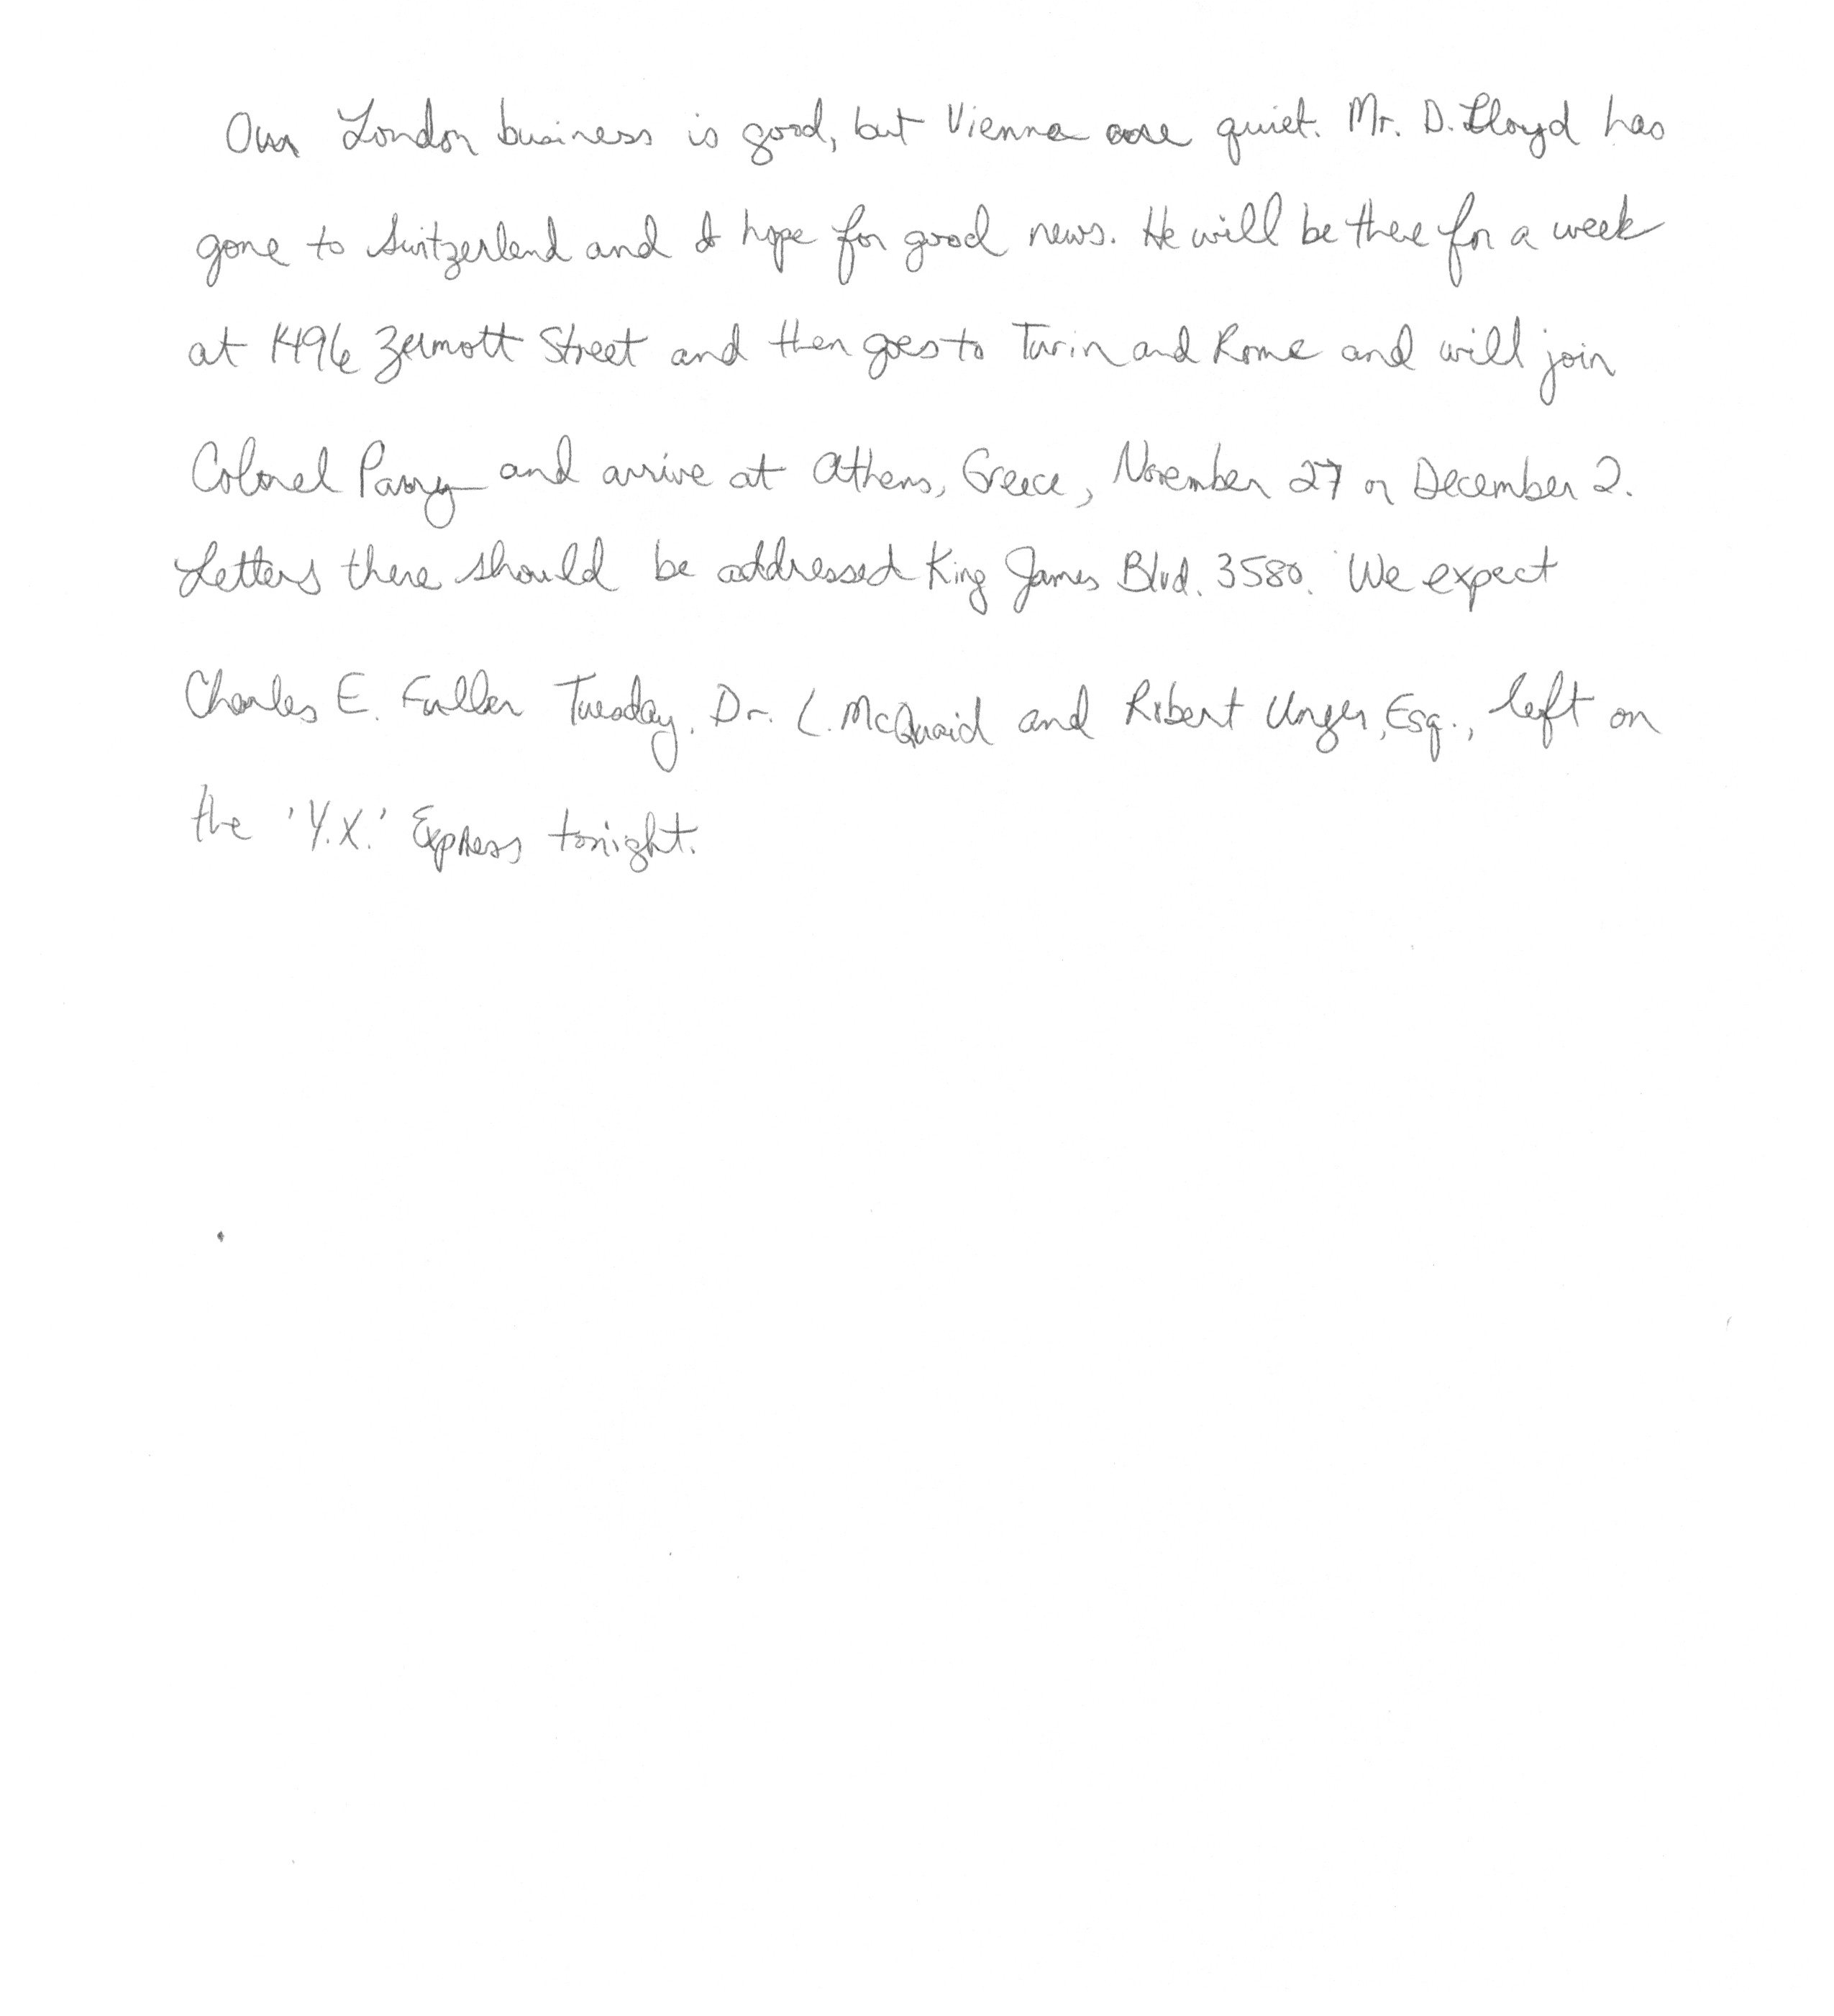 Our London business is good, but Vienna are quiet. Mr. D. Lloyd has
gone to Switzerland and I hope for good news. He will be there for a week
at 1496 Zermott Street and then goes to Turin and Rome and will join
Colonel Parry and arrive at Athens, Greece, November 27 or December 2.
Letters there should be addressed King James Blvd. 3580. We expect
Charles E. Fuller Tuesday. Dr. L. McQuaid and Robert Unger, Esq., left on
the 'Y.X.' Express tonight.